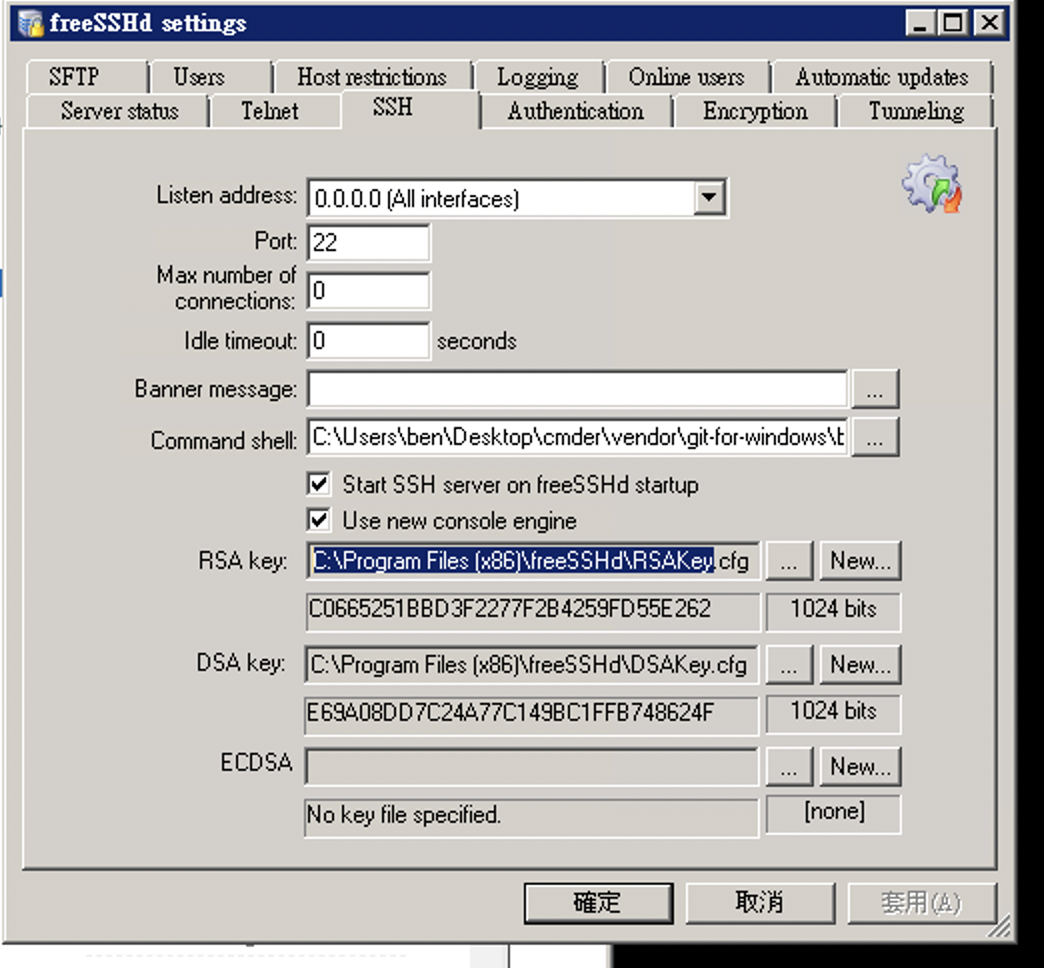 freeSSHd settings
SFTP Users Host restrictions Logging Online users Automatic updates
Server status Telnet SSH Authentication Encryption Tunneling
Listen address: 0.0.0.0 (All interfaces)
Port: 22
Max number of
connections: 0
Idle timeout: 0 seconds
Banner message: ...
Command shell: C:\Users\ben\Desktop\cmder\vendor\git-for-windows\b ...
Start SSH server on freeSSHd startup
Use new console engine
RSA key: C:\Program Files (x86)\freeSSHd\RSAKey.cfg ... New...
C0665251BBD3F2277F2B4259FD55E262 1024 bits
DSA key: C:\Program Files (x86)\freeSSHd\DSAKey.cfg ... New...
E69A08DD7C24A77C149BC1FFB748624F 1024 bits
ECDSA ... New...
No key file specified. [none]
確定 取消 套用(A)